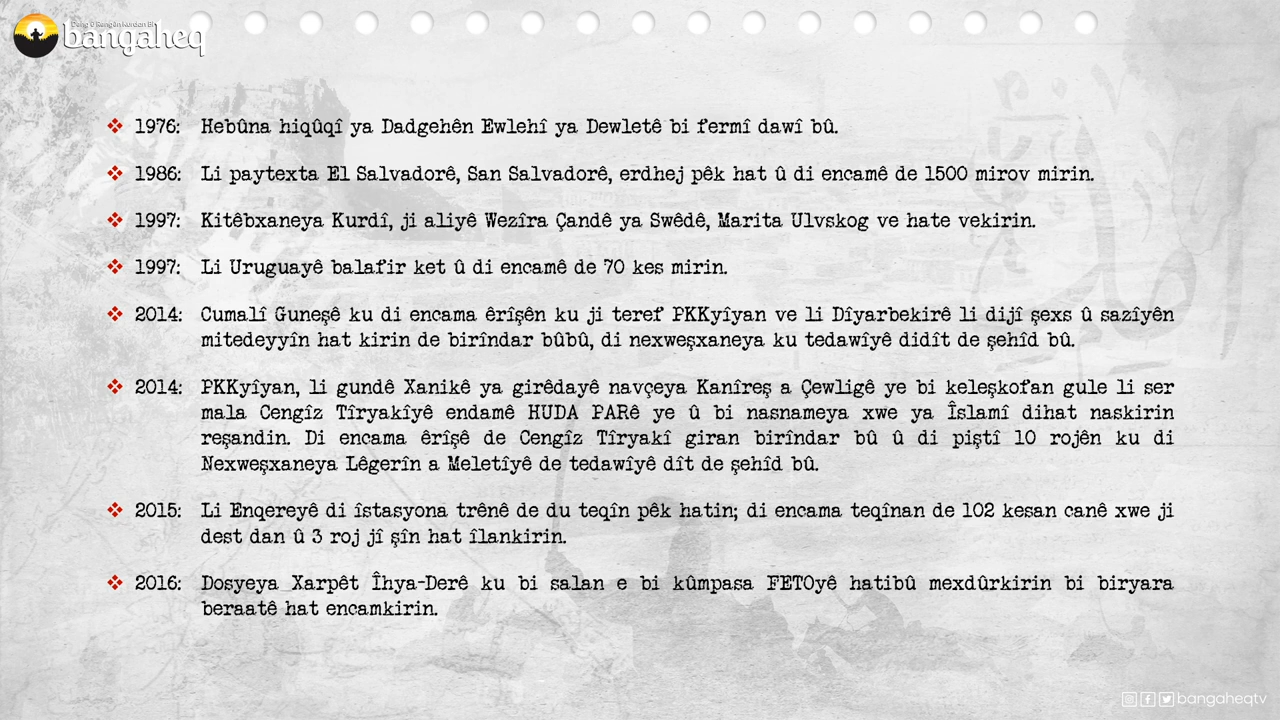 Deng û Rengên Kurdan Bi
bangaheq
❖ 1976: Hebûna hiqûqî ya Dadgehên Ewlehî ya Dewletê bi fermî dawî bû.
❖ 1986: Li paytexta El Salvadorê, San Salvadorê, erdhej pêk hat û di encamê de 1500 mirov mirin.
❖ 1997: Kitêbxaneya Kurdî, ji aliyê Wezîra Çandê ya Swêdê, Marita Ulvskog ve hate vekirin.
❖ 1997: Li Uruguayê balafir ket û di encamê de 70 kes mirin.
❖ 2014: Cumalî Guneşê ku di encama êrîşên ku ji teref PKKyîyan ve li Dîyarbekirê li dijî şexs û sazîyên
mitedeyyîn hat kirin de birîndar bûbû, di nexweşxaneya ku tedawîyê didît de şehîd bû.
❖ 2014: PKKyîyan, li gundê Xanikê ya girêdayê navçeya Kanîreş a Çewligê ye bi keleşkofan gule li ser
mala Cengîz Tîryakîyê endamê HUDA PARê ye û bi nasnameya xwe ya Îslamî dihat naskirin
reşandin. Di encama êrîşê de Cengîz Tîryakî giran birîndar bû û di piştî 10 rojên ku di
Nexweşxaneya Lêgerîn a Meletîyê de tedawîyê dît de şehîd bû.
❖ 2015: Li Enqereyê di îstasyona trênê de du teqîn pêk hatin; di encama teqînan de 102 kesan canê xwe ji
dest dan û 3 roj jî şîn hat îlankirin.
❖ 2016: Dosyeya Xarpêt Îhya-Derê ku bi salan e bi kûmpasa FETOyê hatibû mexdûrkirin bi biryara
beraatê hat encamkirin.
bangaheqtv